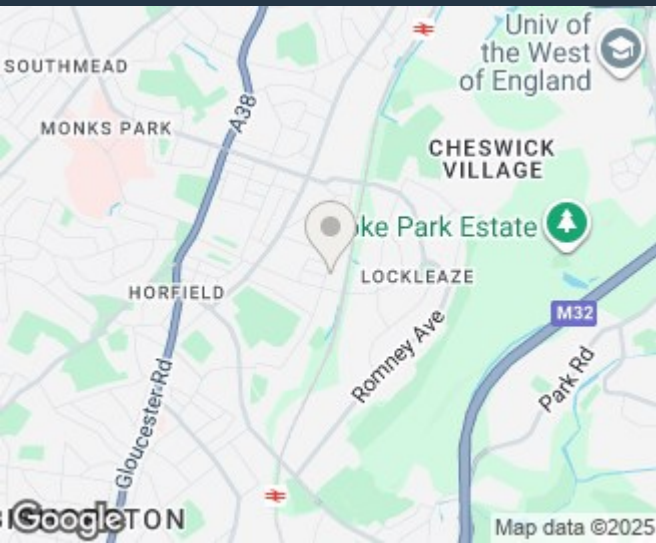 Univ of
the West
of England
SOUTHMEAD
A38
MONKS PARK
CHESWICK
VILLAGE
oke Park Estate
LOCKLEAZE
HORFIELD
M32
Romney Ave
Park Rd
Gloucester Rd
Google
TON
Map data ©2025